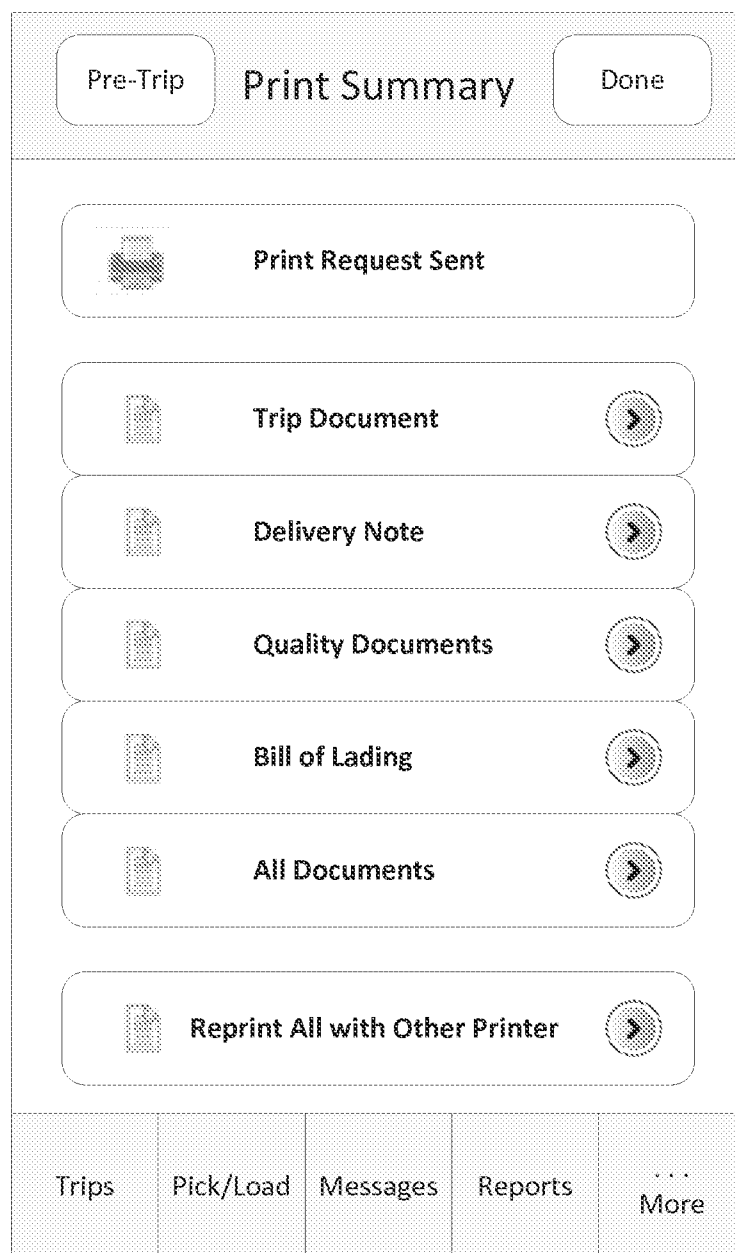 Pre-Trip
Print Summary
Done
Print Request Sent
Trip Document
Delivery Note
Quality Documents
Bill of Lading
All Documents
Reprint All with Other Printer
Trips
Pick/Load
Messages
Reports
...
More